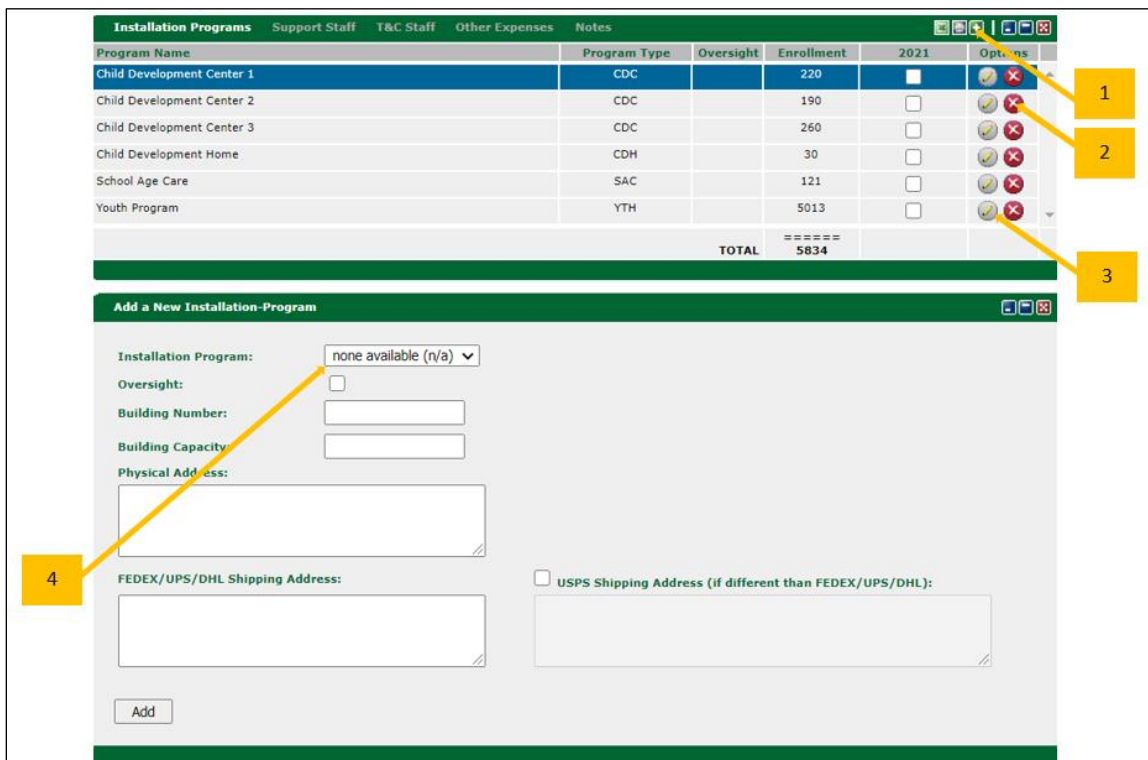 Installation Programs Support Staff T&C Staff Other Expenses Notes
Program Name Program Type Oversight Enrollment 2021 Options
Child Development Center 1 CDC 220
1
Child Development Center 2 CDC 190
Child Development Center 3 CDC 260
2
Child Development Home CDH 30
School Age Care SAC 121
Youth Program YTH 5013
======
TOTAL 5834
3
Add a New Installation-Program
Installation Program: none available (n/a)
Oversight:
Building Number:
Building Capacity:
Physical Address:
4
FEDEX/UPS/DHL Shipping Address: USPS Shipping Address (if different than FEDEX/UPS/DHL):
Add